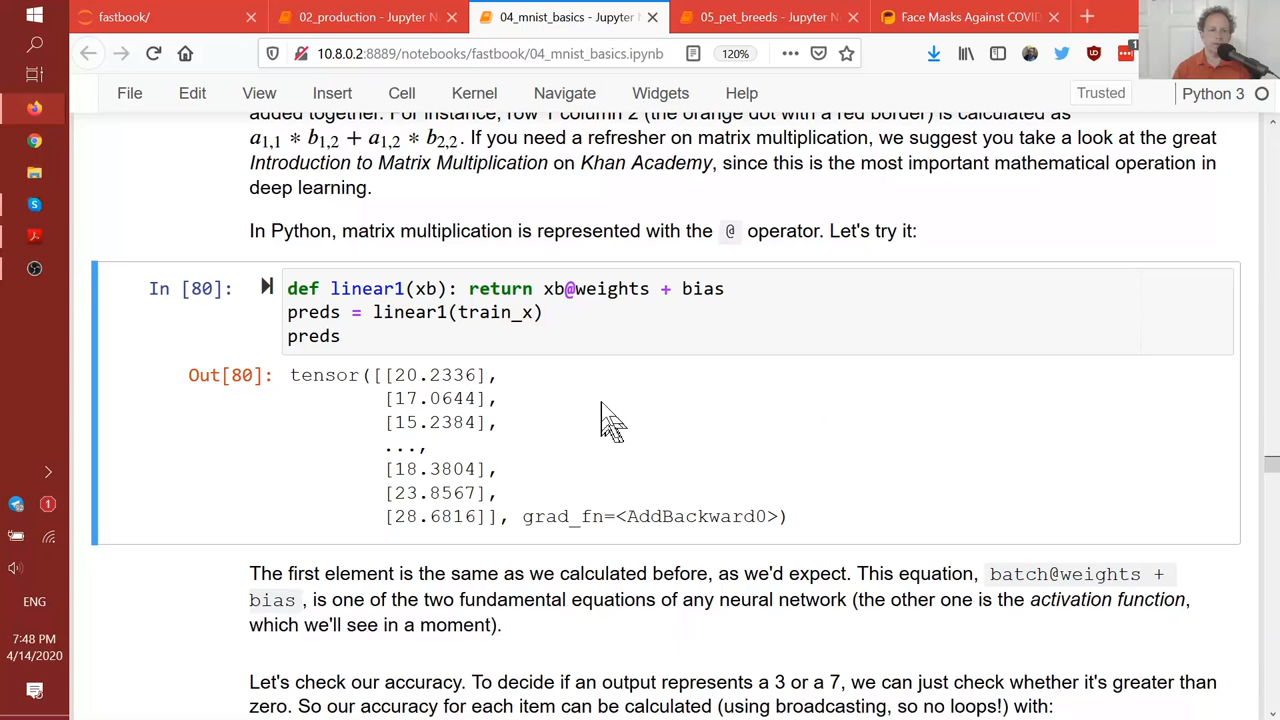 fastbook/
02_production - Jupyter N
04_mnist_basics - Jupyter
05_pet_breeds - Jupyter N
Face Masks Against COVID
10.8.0.2:8889/notebooks/fastbook/04_mnist_basics.ipynb
120%
File Edit View Insert Cell Kernel Navigate Widgets Help
Trusted
Python 3
added together. For instance, row 1 column 2 (the orange dot with a red border) is calculated as
a1,1 * b1,2 + a1,2 * b2,2. If you need a refresher on matrix multiplication, we suggest you take a look at the great
Introduction to Matrix Multiplication on Khan Academy, since this is the most important mathematical operation in
deep learning.
In Python, matrix multiplication is represented with the @ operator. Let's try it:
In [80]:
def linear1(xb): return xb@weights + bias
preds = linear1(train_x)
preds
Out[80]:
tensor([[20.2336],
[17.0644],
[15.2384],
...,
[18.3804],
[23.8567],
[28.6816]], grad_fn=<AddBackward0>)
The first element is the same as we calculated before, as we'd expect. This equation, batch@weights +
bias , is one of the two fundamental equations of any neural network (the other one is the activation function,
which we'll see in a moment).
Let's check our accuracy. To decide if an output represents a 3 or a 7, we can just check whether it's greater than
zero. So our accuracy for each item can be calculated (using broadcasting, so no loops!) with:
1
ENG
7:48 PM
4/14/2020